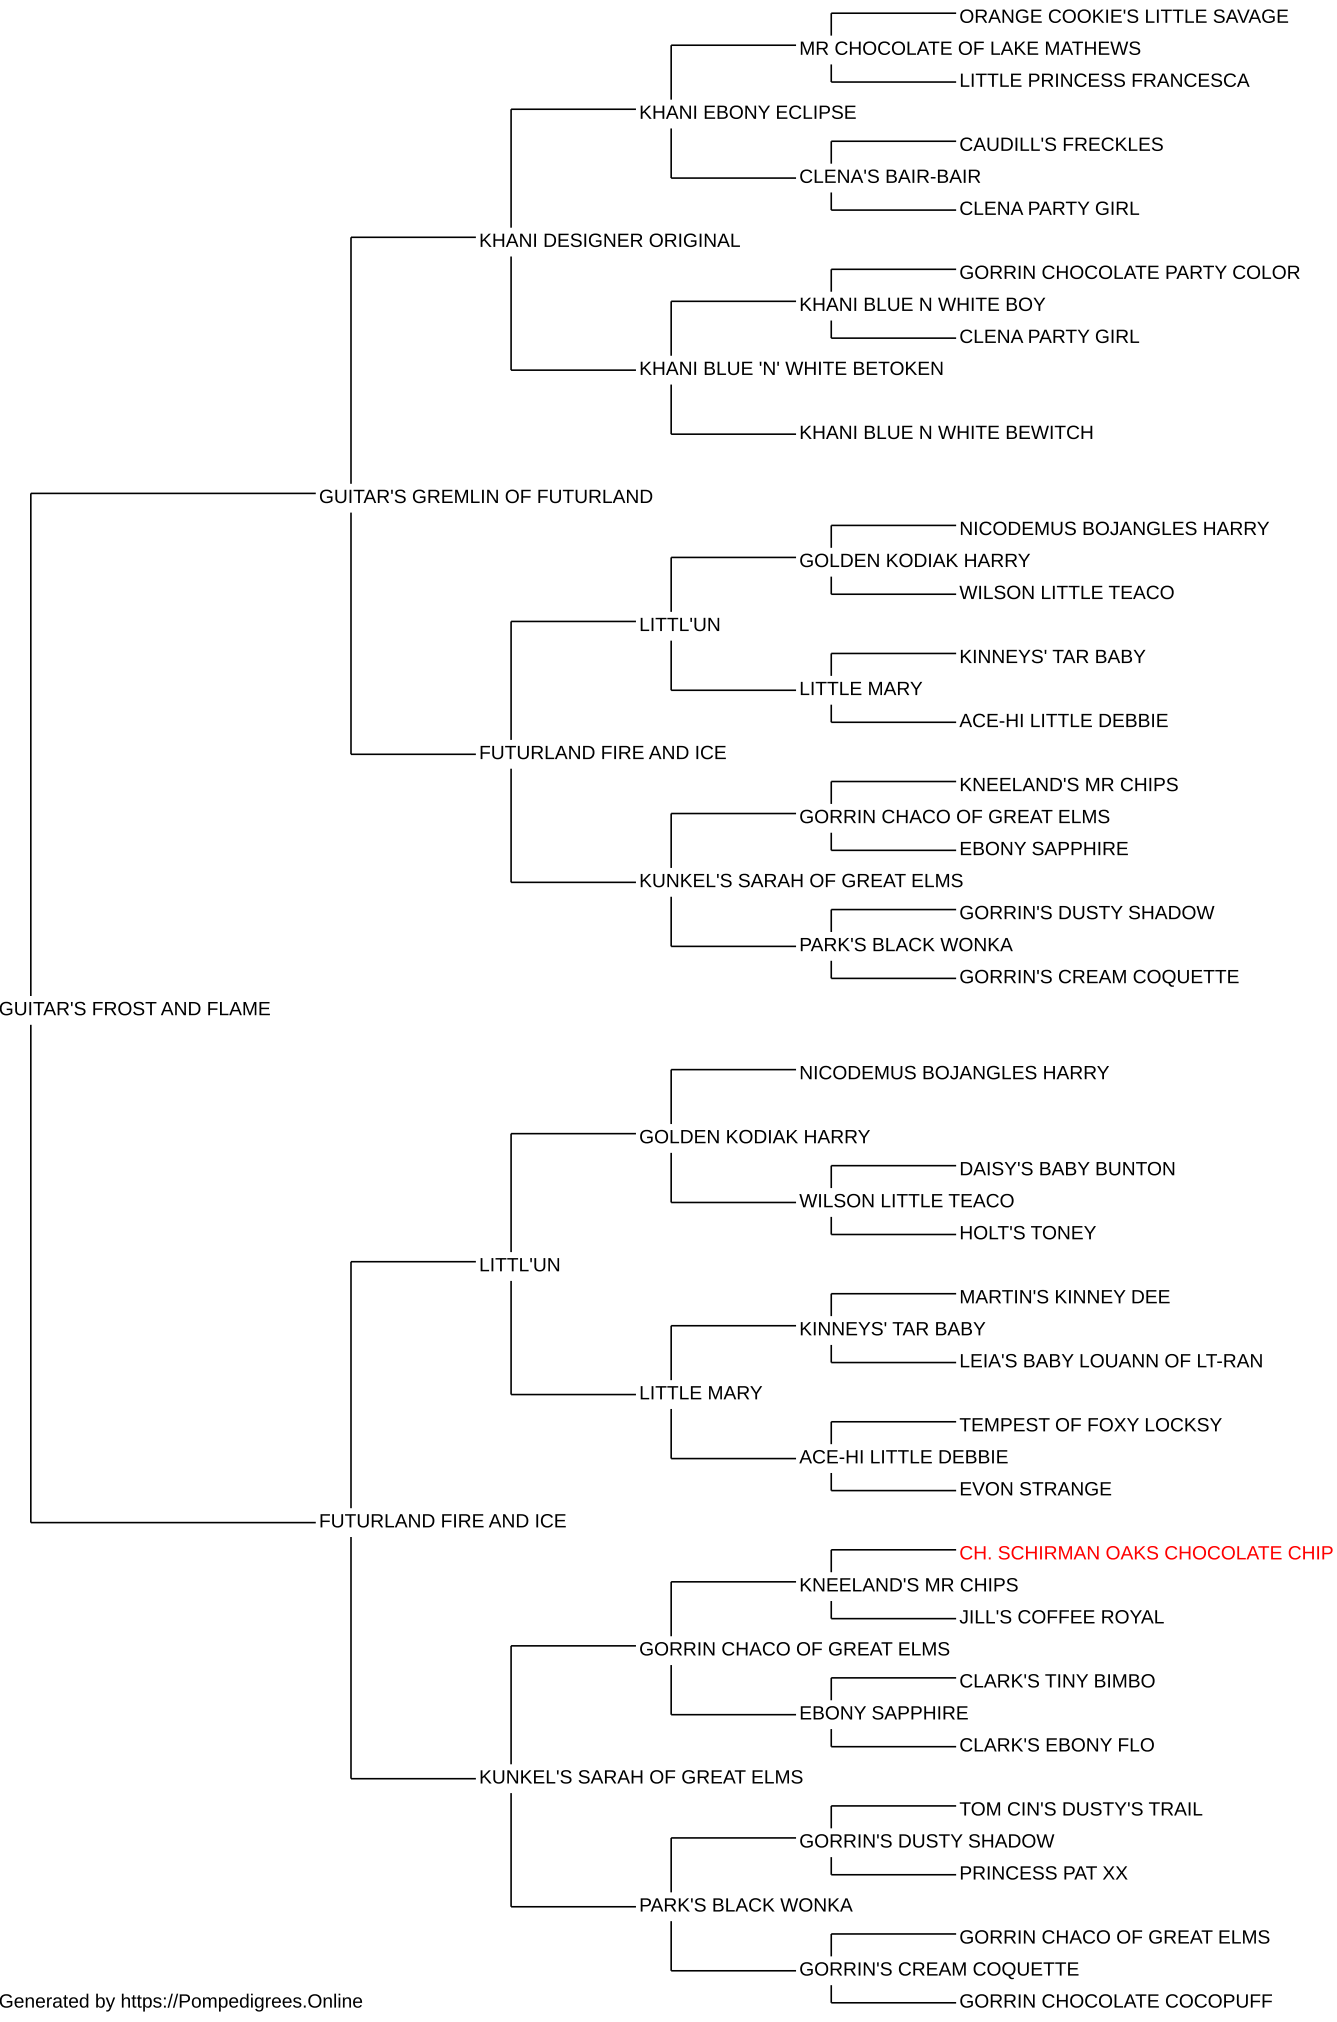 ORANGE COOKIE'S LITTLE SAVAGE
MR CHOCOLATE OF LAKE MATHEWS
LITTLE PRINCESS FRANCESCA
KHANI EBONY ECLIPSE
CAUDILL'S FRECKLES
CLENA'S BAIR-BAIR
CLENA PARTY GIRL
KHANI DESIGNER ORIGINAL
GORRIN CHOCOLATE PARTY COLOR
KHANI BLUE N WHITE BOY
CLENA PARTY GIRL
KHANI BLUE 'N' WHITE BETOKEN
KHANI BLUE N WHITE BEWITCH
GUITAR'S GREMLIN OF FUTURLAND
NICODEMUS BOJANGLES HARRY
GOLDEN KODIAK HARRY
WILSON LITTLE TEACO
LITTL'UN
KINNEYS' TAR BABY
LITTLE MARY
ACE-HI LITTLE DEBBIE
FUTURLAND FIRE AND ICE
KNEELAND'S MR CHIPS
GORRIN CHACO OF GREAT ELMS
EBONY SAPPHIRE
KUNKEL'S SARAH OF GREAT ELMS
GORRIN'S DUSTY SHADOW
PARK'S BLACK WONKA
GORRIN'S CREAM COQUETTE
GUITAR'S FROST AND FLAME
NICODEMUS BOJANGLES HARRY
GOLDEN KODIAK HARRY
DAISY'S BABY BUNTON
WILSON LITTLE TEACO
HOLT'S TONEY
LITTL'UN
MARTIN'S KINNEY DEE
KINNEYS' TAR BABY
LEIA'S BABY LOUANN OF LT-RAN
LITTLE MARY
TEMPEST OF FOXY LOCKSY
ACE-HI LITTLE DEBBIE
EVON STRANGE
FUTURLAND FIRE AND ICE
CH. SCHIRMAN OAKS CHOCOLATE CHIP
KNEELAND'S MR CHIPS
JILL'S COFFEE ROYAL
GORRIN CHACO OF GREAT ELMS
CLARK'S TINY BIMBO
EBONY SAPPHIRE
CLARK'S EBONY FLO
KUNKEL'S SARAH OF GREAT ELMS
TOM CIN'S DUSTY'S TRAIL
GORRIN'S DUSTY SHADOW
PRINCESS PAT XX
PARK'S BLACK WONKA
GORRIN CHACO OF GREAT ELMS
GORRIN'S CREAM COQUETTE
GORRIN CHOCOLATE COCOPUFF
Generated by https://Pompedigrees.Online